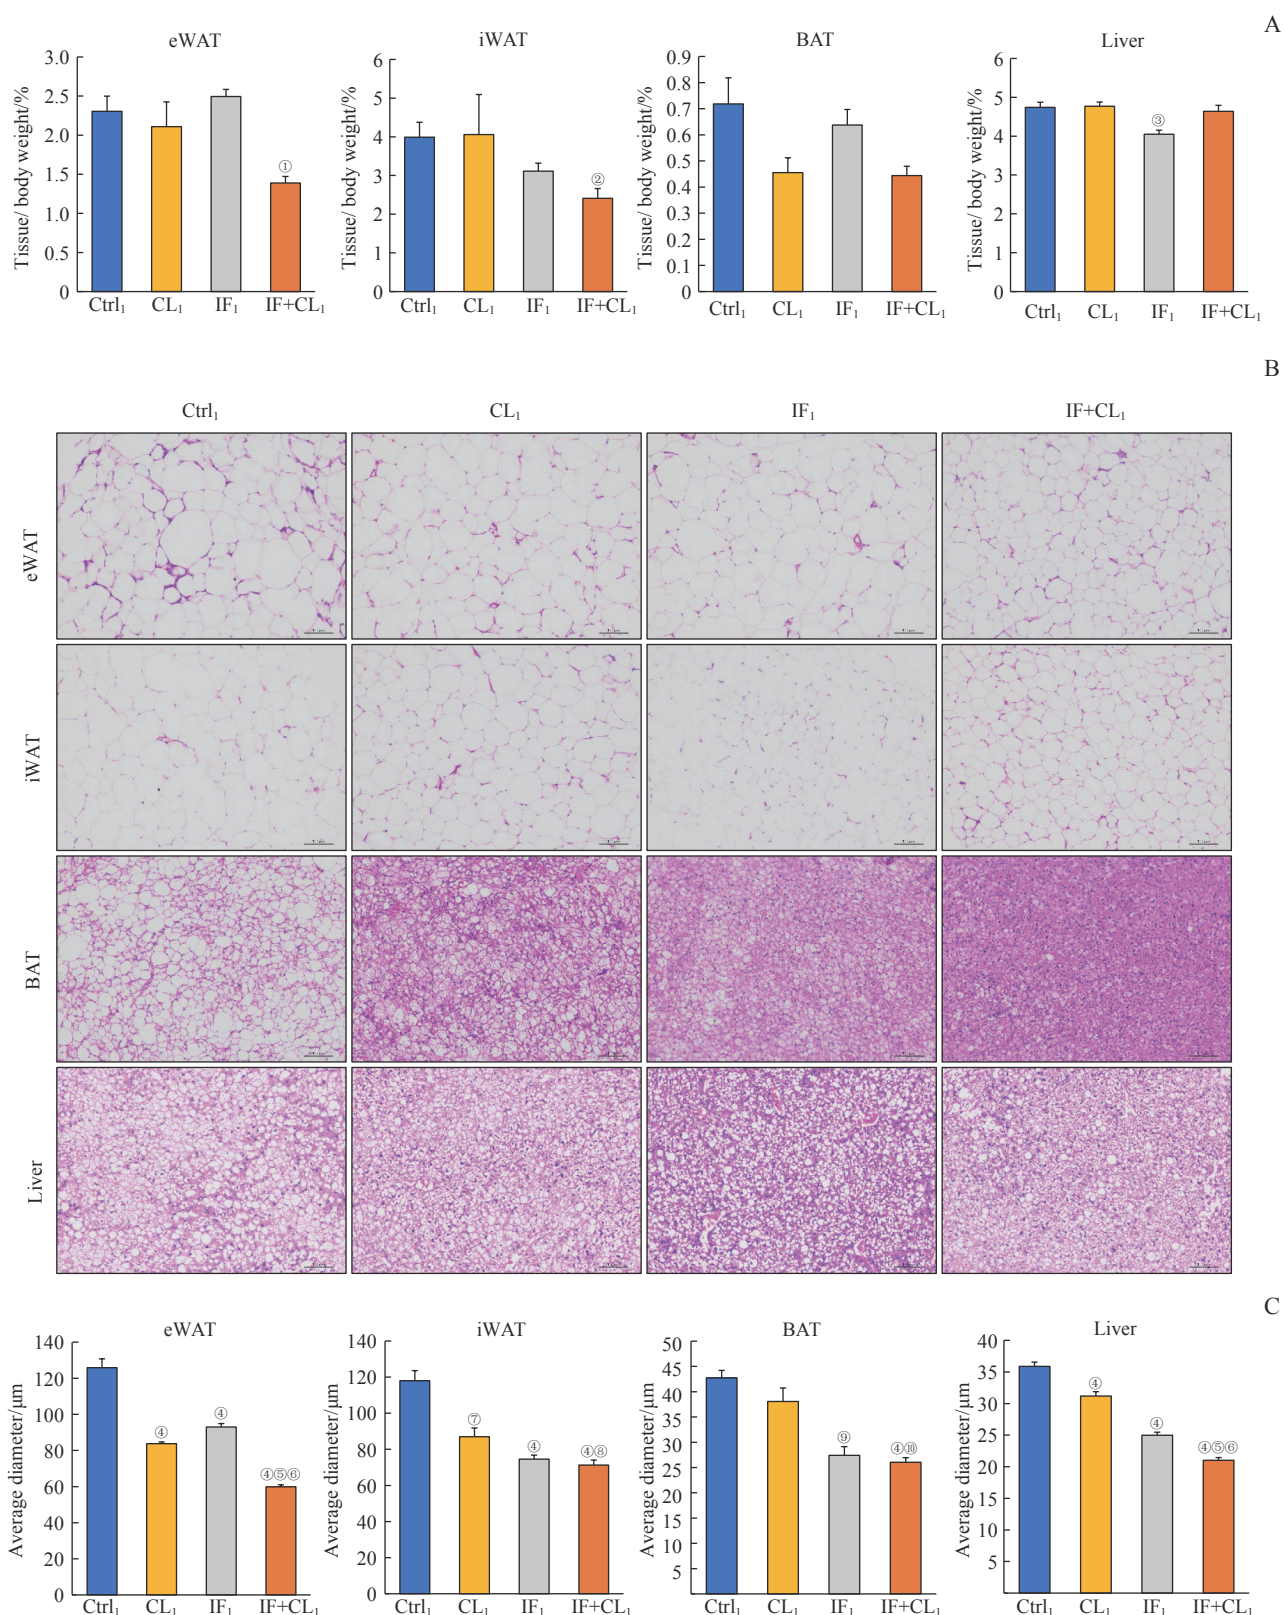 A
eWAT
iWAT
BAT
Liver
Tissue/ body weight/%
3.0
2.5
2.0
1.5
1.0
0.5
0
①
Ctrl₁
CL₁
IF₁
IF+CL₁
Tissue/ body weight/%
6
5
4
3
2
1
0
②
Ctrl₁
CL₁
IF₁
IF+CL₁
Tissue/ body weight/%
0.9
0.8
0.7
0.6
0.5
0.4
0.3
0.2
0.1
0
Ctrl₁
CL₁
IF₁
IF+CL₁
Tissue/ body weight/%
6
5
4
3
2
1
0
③
Ctrl₁
CL₁
IF₁
IF+CL₁
B
Ctrl₁
CL₁
IF₁
IF+CL₁
eWAT
iWAT
BAT
Liver
C
eWAT
iWAT
BAT
Liver
Average diameter/μm
140
120
100
80
60
40
20
0
④
④
④⑤⑥
Ctrl₁
CL₁
IF₁
IF+CL₁
Average diameter/μm
140
120
100
80
60
40
20
0
⑦
④
④⑧
Ctrl₁
CL₁
IF₁
IF+CL₁
Average diameter/μm
50
45
40
35
30
25
20
15
10
5
⑨
④⑩
Ctrl₁
CL₁
IF₁
IF+CL₁
Average diameter/μm
40
35
30
25
20
15
10
5
④
④
④⑤⑥
Ctrl₁
CL₁
IF₁
IF+CL₁